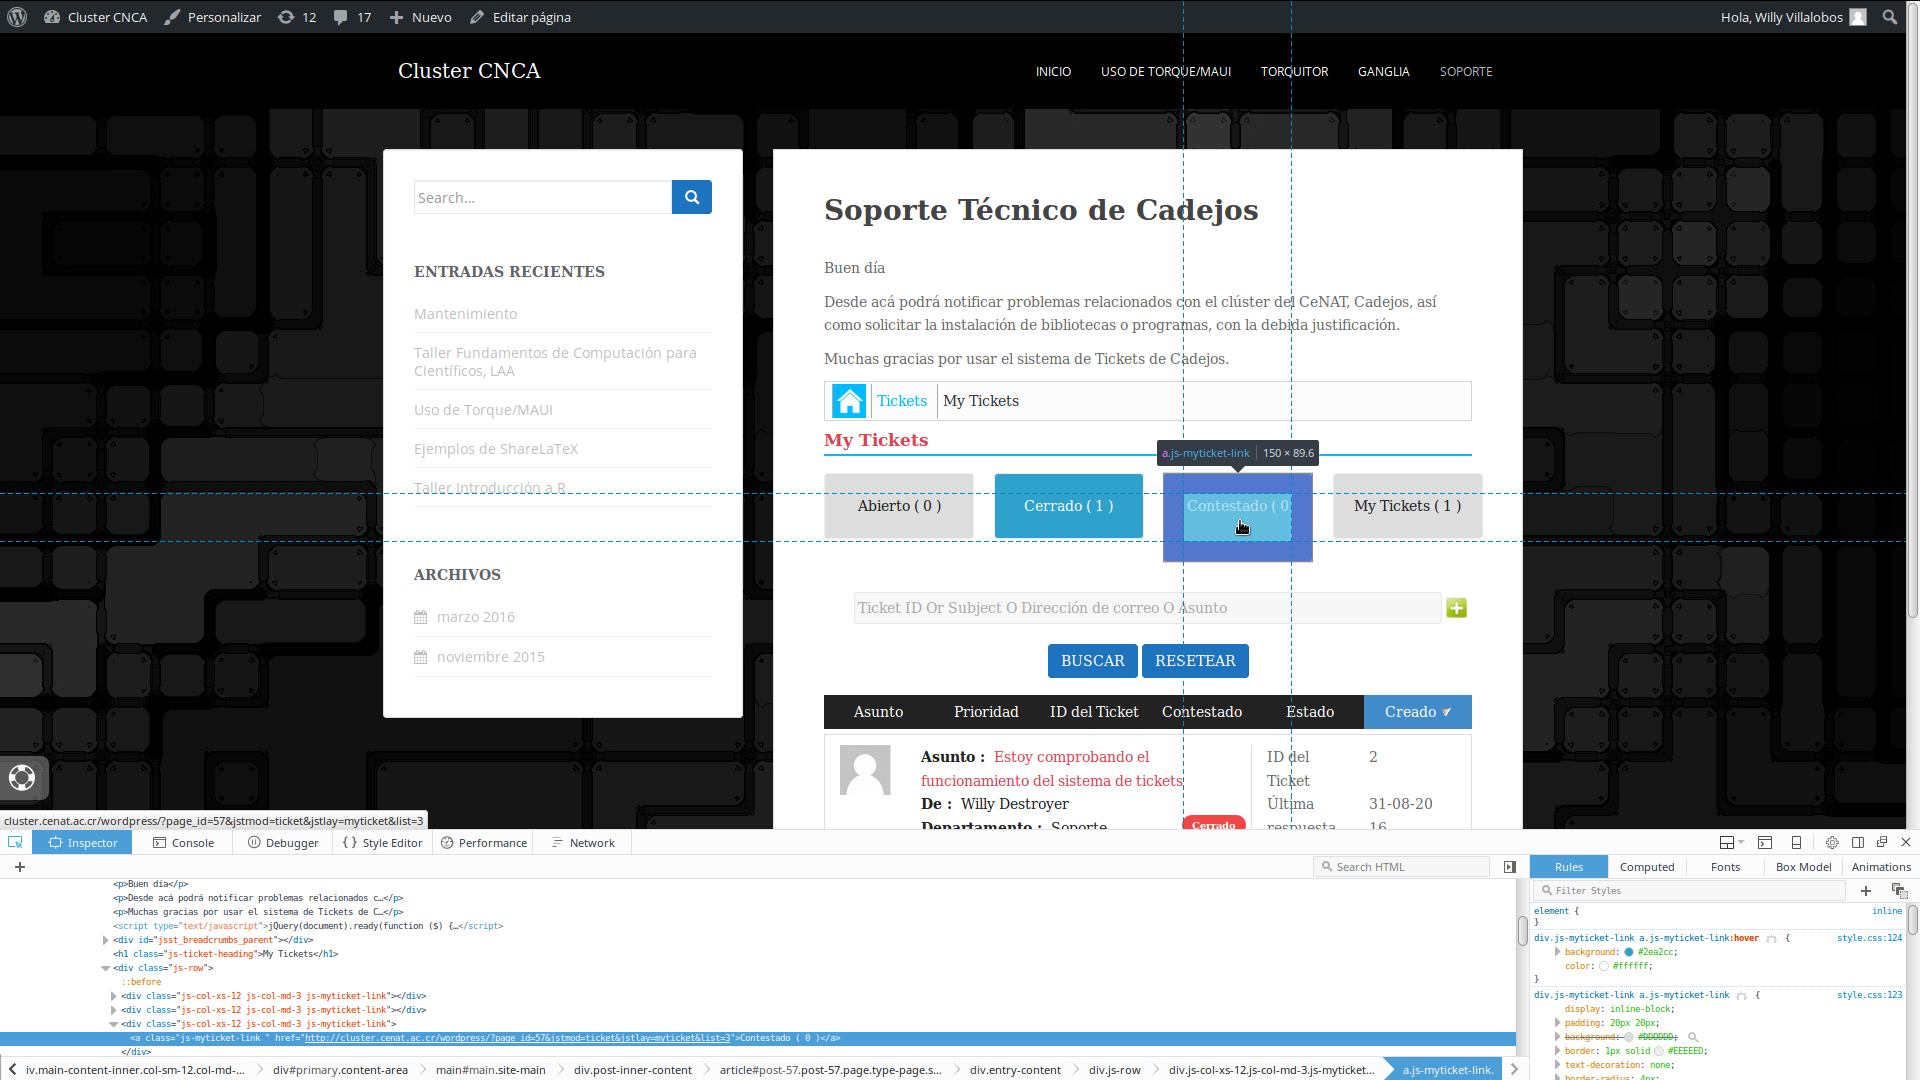 Cluster CNCA Personalizar 12 17 Nuevo Editar página Hola, Willy Villalobos
Cluster CNCA INICIO USO DE TORQUE/MAUI TORQUITOR GANGLIA SOPORTE
Search...
ENTRADAS RECIENTES
Mantenimiento
Taller Fundamentos de Computación para
Científicos, LAA
Uso de Torque/MAUI
Ejemplos de ShareLaTeX
Taller Introducción a R
ARCHIVOS
marzo 2016
noviembre 2015
Soporte Técnico de Cadejos
Buen día
Desde acá podrá notificar problemas relacionados con el clúster del CeNAT, Cadejos, así
como solicitar la instalación de bibliotecas o programas, con la debida justificación.
Muchas gracias por usar el sistema de Tickets de Cadejos.
Tickets My Tickets
My Tickets
a.js-myticket-link 150 × 89.6
Abierto ( 0 ) Cerrado ( 1 ) Contestado ( 0 My Tickets ( 1 )
Ticket ID Or Subject O Dirección de correo O Asunto
BUSCAR RESETEAR
Asunto Prioridad ID del Ticket Contestado Estado Creado
Asunto : Estoy comprobando el
funcionamiento del sistema de tickets
De : Willy Destroyer
Departamento : Soporte
Cerrado
ID del 2
Ticket
Última 31-08-20
respuesta 16
cluster.cenat.ac.cr/wordpress/?page_id=57&jstmod=ticket&jstlay=myticket&list=3
Inspector Console Debugger { } Style Editor Performance Network
+ Search HTML
<p>Buen día</p>
<p>Desde acá podrá notificar problemas relacionados c…</p>
<p>Muchas gracias por usar el sistema de Tickets de C…</p>
<script type="text/javascript">jQuery(document).ready(function ($) {…</script>
<div id="jsst_breadcrumbs_parent"></div>
<h1 class="js-ticket-heading">My Tickets</h1>
<div class="js-row">
::before
<div class="js-col-xs-12 js-col-md-3 js-myticket-link"></div>
<div class="js-col-xs-12 js-col-md-3 js-myticket-link"></div>
<div class="js-col-xs-12 js-col-md-3 js-myticket-link">
<a class="js-myticket-link " href="http://cluster.cenat.ac.cr/wordpress/?page_id=57&jstmod=ticket&jstlay=myticket&list=3">Contestado ( 0 )</a>
</div>
iv.main-content-inner.col-sm-12.col-md-... div#primary.content-area main#main.site-main div.post-inner-content article#post-57.post-57.page.type-page.s... div.entry-content div.js-row div.js-col-xs-12.js-col-md-3.js-myticket... a.js-myticket-link.
Rules Computed Fonts Box Model Animations
Filter Styles +
element { inline
}
div.js-myticket-link a.js-myticket-link:hover { style.css:124
background: #2ea2cc;
color: #ffffff;
}
div.js-myticket-link a.js-myticket-link { style.css:123
display: inline-block;
padding: 20px 20px;
background: #DDDDDD;
border: 1px solid #EEEEED;
border-radius: 4px;